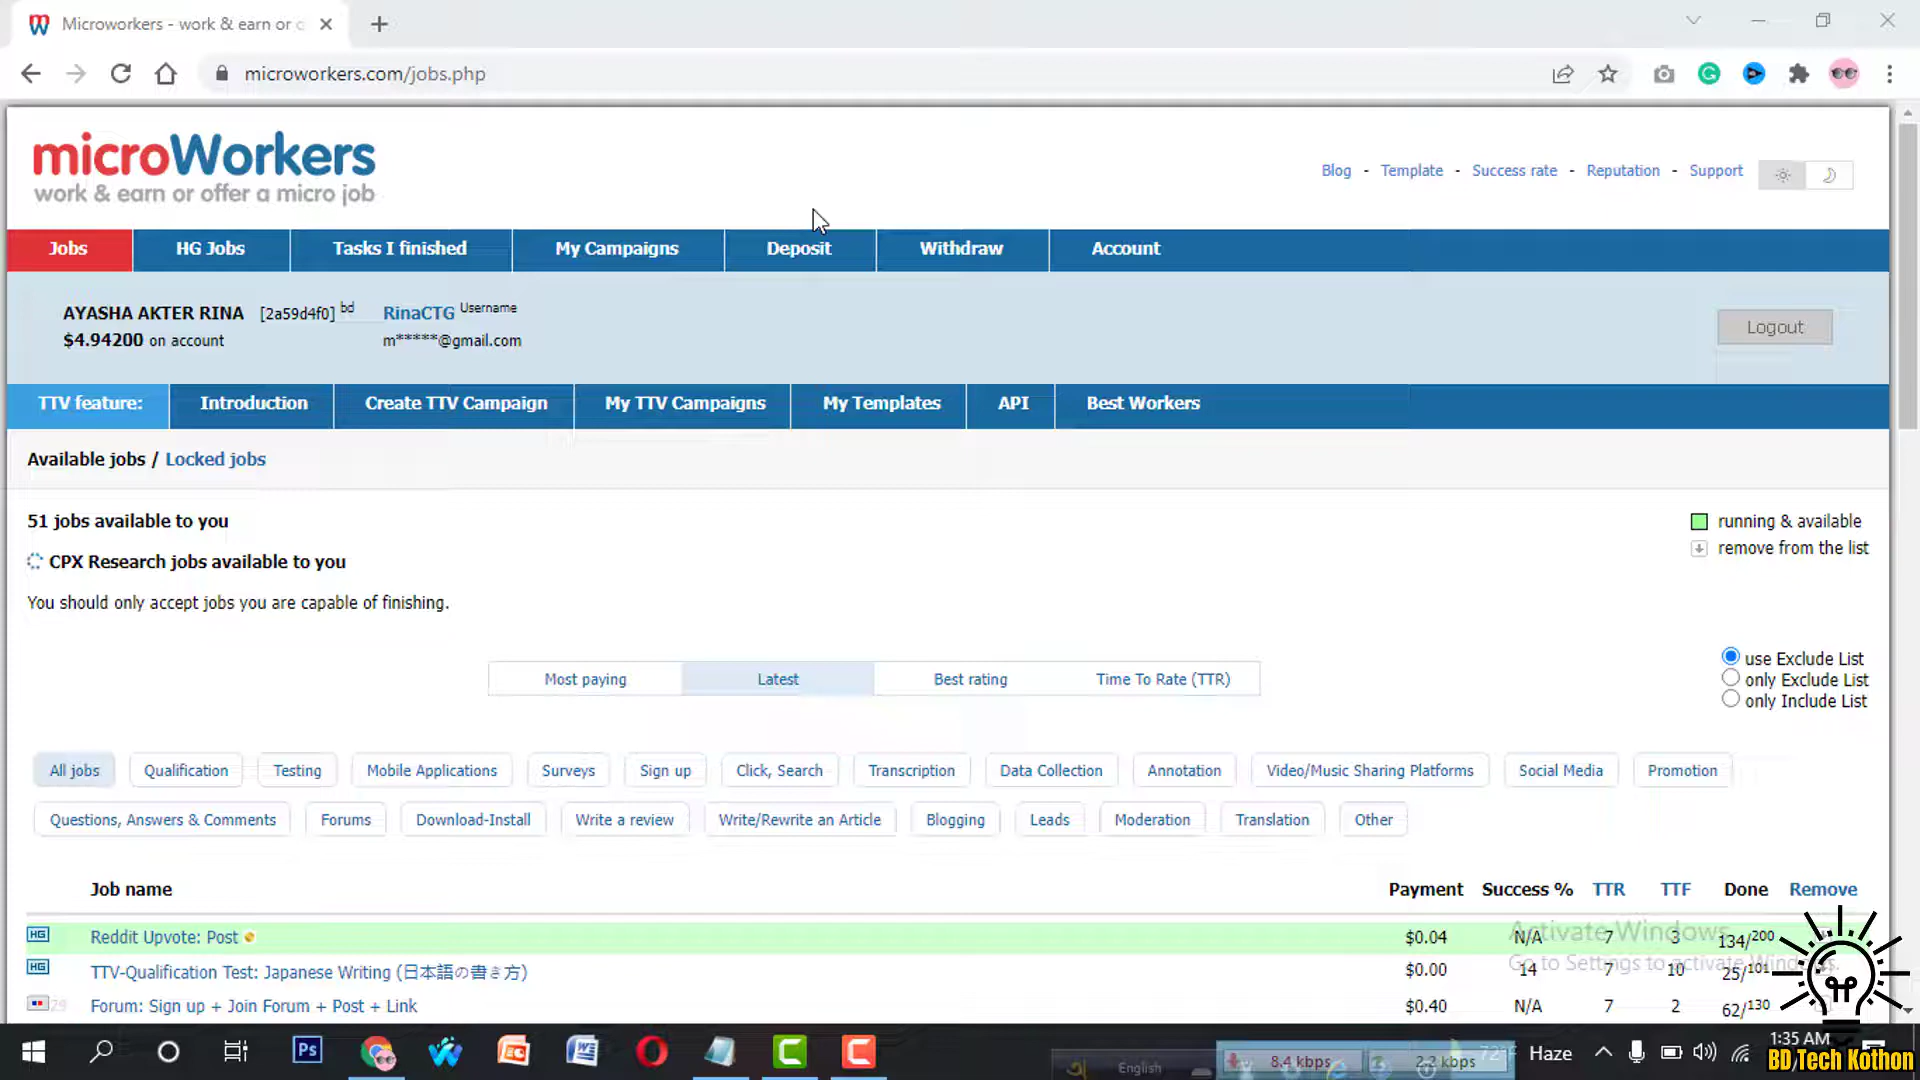 Microworkers - work & earn or o
microworkers.com/jobs.php
microWorkers
work & earn or offer a micro job
Blog - Template - Success rate - Reputation - Support
Jobs HG Jobs Tasks I finished My Campaigns Deposit Withdraw Account
AYASHA AKTER RINA [2a59d4f0] bd RinaCTG Username
$4.94200 on account m*****@gmail.com
Logout
TTV feature: Introduction Create TTV Campaign My TTV Campaigns My Templates API Best Workers
Available jobs / Locked jobs
51 jobs available to you
running & available
CPX Research jobs available to you
remove from the list
You should only accept jobs you are capable of finishing.
use Exclude List
Most paying Latest Best rating Time To Rate (TTR)
only Exclude List
only Include List
All jobs Qualification Testing Mobile Applications Surveys Sign up Click, Search Transcription Data Collection Annotation Video/Music Sharing Platforms Social Media Promotion
Questions, Answers & Comments Forums Download-Install Write a review Write/Rewrite an Article Blogging Leads Moderation Translation Other
Job name Payment Success % TTR TTF Done Remove
HG Reddit Upvote: Post $0.04 N/A 7 3 134/200
Activate Windows
HG TTV-Qualification Test: Japanese Writing (日本語の書き方) $0.00 14 7 10 25/101
Go to Settings to activate Windows.
29 Forum: Sign up + Join Forum + Post + Link $0.40 N/A 7 2 62/130
Ps
English 8.4 kbps 2.2 kbps 72°F Haze 1:35 AM
BD Tech Kothon